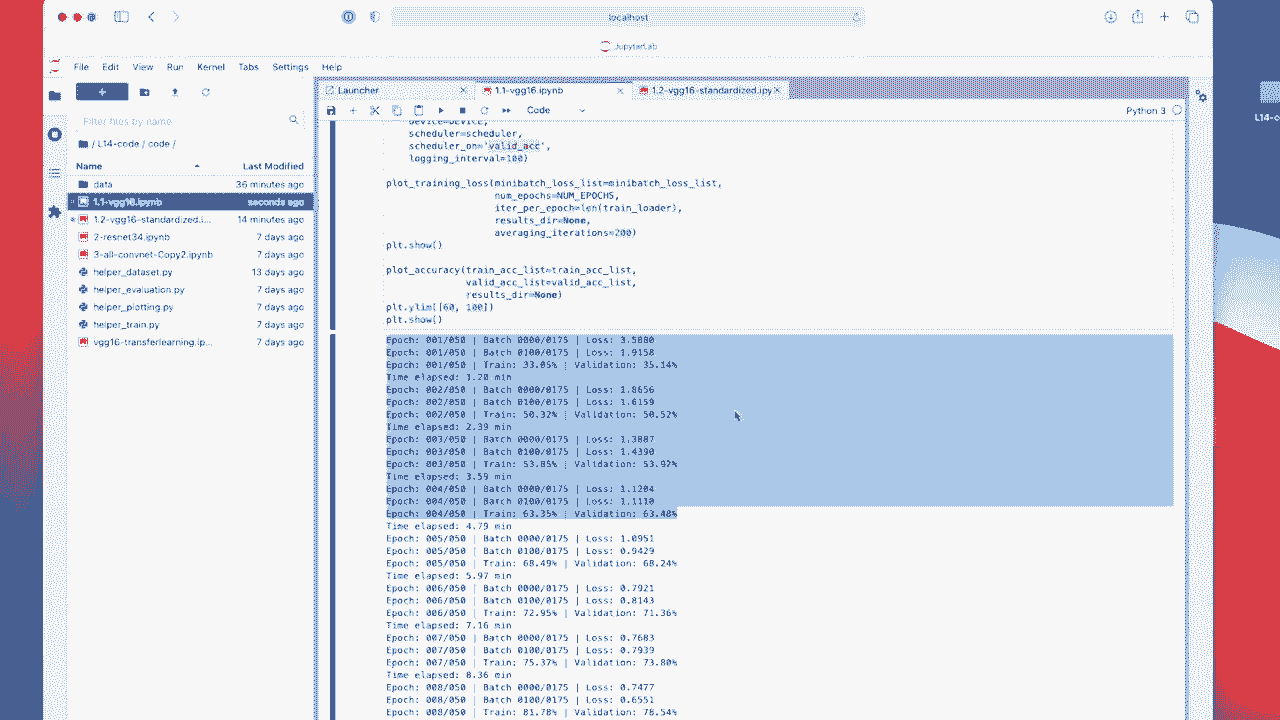 localhost
JupyterLab
File Edit View Run Kernel Tabs Settings Help
Launcher
1.1-vgg16.ipynb
1.2-vgg16-standardized.ipy
Code
Python 3
Filter files by name
/ L14-code / code /
Name Last Modified
data 36 minutes ago
1.1-vgg16.ipynb seconds ago
1.2-vgg16-standardized.i... 14 minutes ago
2-resnet34.ipynb 7 days ago
3-all-convnet-Copy2.ipynb 7 days ago
helper_dataset.py 13 days ago
helper_evaluation.py 7 days ago
helper_plotting.py 7 days ago
helper_train.py 7 days ago
vgg16-transferlearning.ip... 7 days ago
device=device,
scheduler=scheduler,
scheduler_on='valid_acc',
logging_interval=100)
plot_training_loss(minibatch_loss_list=minibatch_loss_list,
num_epochs=NUM_EPOCHS,
iter_per_epoch=len(train_loader),
results_dir=None,
averaging_iterations=200)
plt.show()
plot_accuracy(train_acc_list=train_acc_list,
valid_acc_list=valid_acc_list,
results_dir=None)
plt.ylim([60, 100])
plt.show()
Epoch: 001/050 | Batch 0000/0175 | Loss:
Epoch: 001/050 | Batch 0100/0175 | Loss: 1.9158
Epoch: 001/050 | Train: 33.05% | Validation: 35.14%
Time elapsed: 1.20 min
Epoch: 002/050 | Batch 0000/0175 | Loss: 1.8656
Epoch: 002/050 | Batch 0100/0175 | Loss: 1.6159
Epoch: 002/050 | Train: 50.32% | Validation: 50.52%
Time elapsed: 2.39 min
Epoch: 003/050 | Batch 0000/0175 | Loss: 1.3887
Epoch: 003/050 | Batch 0100/0175 | Loss: 1.4390
Epoch: 003/050 | Train: 53.85% | Validation: 53.92%
Time elapsed: 3.59 min
Epoch: 004/050 | Batch 0000/0175 | Loss: 1.1204
Epoch: 004/050 | Batch 0100/0175 | Loss: 1.1110
Epoch: 004/050 | Train: 63.35% | Validation: 63.48%
Time elapsed: 4.79 min
Epoch: 005/050 | Batch 0000/0175 | Loss: 1.0951
Epoch: 005/050 | Batch 0100/0175 | Loss: 0.9429
Epoch: 005/050 | Train: 68.49% | Validation: 68.24%
Time elapsed: 5.97 min
Epoch: 006/050 | Batch 0000/0175 | Loss: 0.7921
Epoch: 006/050 | Batch 0100/0175 | Loss: 0.8143
Epoch: 006/050 | Train: 72.95% | Validation: 71.36%
Time elapsed: 7.16 min
Epoch: 007/050 | Batch 0000/0175 | Loss: 0.7683
Epoch: 007/050 | Batch 0100/0175 | Loss: 0.7939
Epoch: 007/050 | Train: 75.37% | Validation: 73.80%
Time elapsed: 8.36 min
Epoch: 008/050 | Batch 0000/0175 | Loss: 0.7477
Epoch: 008/050 | Batch 0100/0175 | Loss: 0.6551
Epoch: 008/050 | Train: 81.78% | Validation: 78.54%